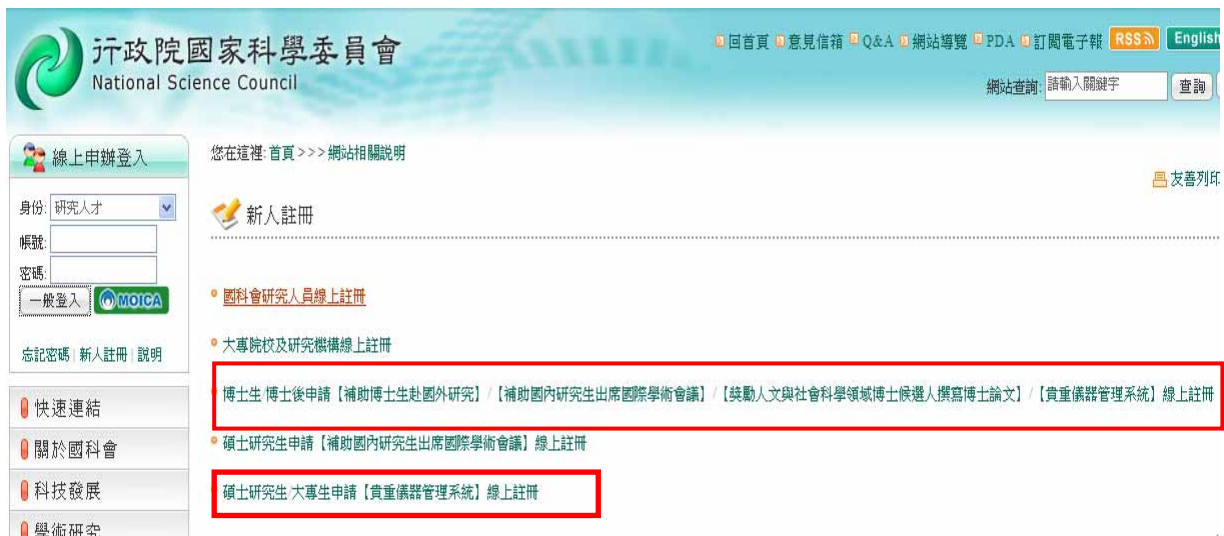 行政院國家科學委員會
National Science Council
回首頁 意見信箱 Q&A 網站導覽 PDA 訂閱電子報 RSS English
網站查詢: 請輸入關鍵字 查詢
線上申辦登入
您在這裡: 首頁 >>> 網站相關說明
友善列印
身份: 研究人才
新人註冊
帳號:
密碼:
一般登入 MOICA
國科會研究人員線上註冊
忘記密碼 | 新人註冊 | 說明
大專院校及研究機構線上註冊
博士生/博士後申請【補助博士生赴國外研究】/【補助國內研究生出席國際學術會議】/【獎勵人文與社會科學領域博士候選人撰寫博士論文】/【貴重儀器管理系統】線上註冊
快速連結
關於國科會
碩士研究生申請【補助國內研究生出席國際學術會議】線上註冊
科技發展
碩士研究生/大專生申請【貴重儀器管理系統】線上註冊
學術研究